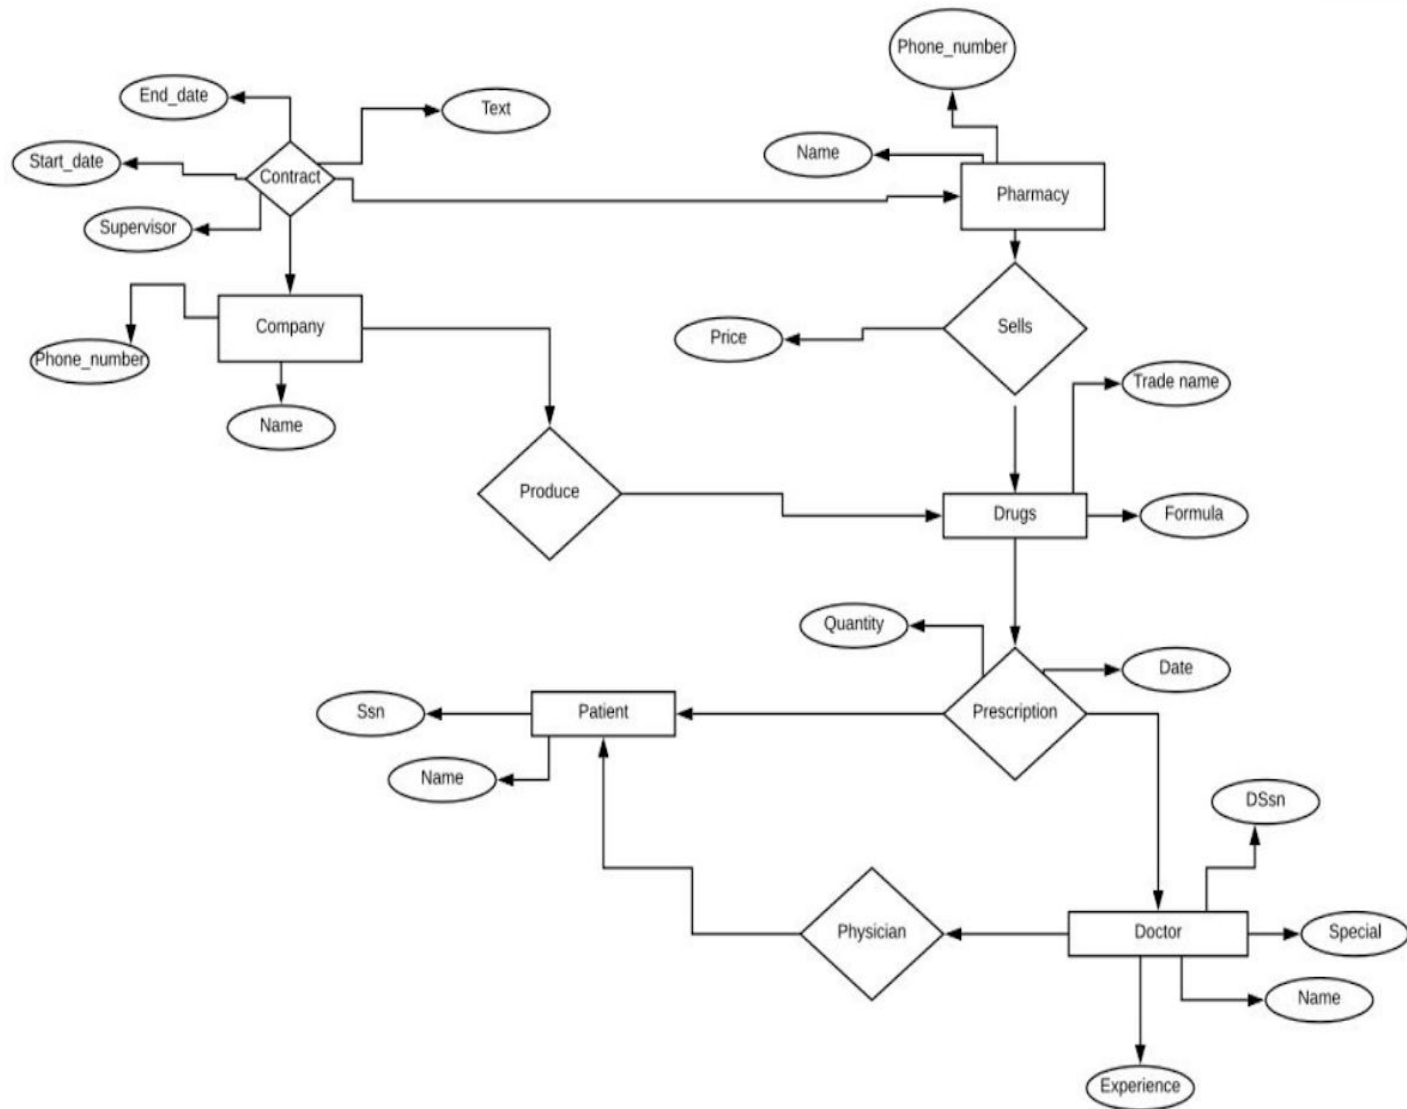 Phone_number
End_date
Text
Name
Start_date
Contract
Pharmacy
Supervisor
Company
Sells
Price
Phone_number
Trade name
Name
Produce
Drugs
Formula
Quantity
Date
Ssn
Patient
Prescription
Name
DSsn
Physician
Doctor
Special
Name
Experience